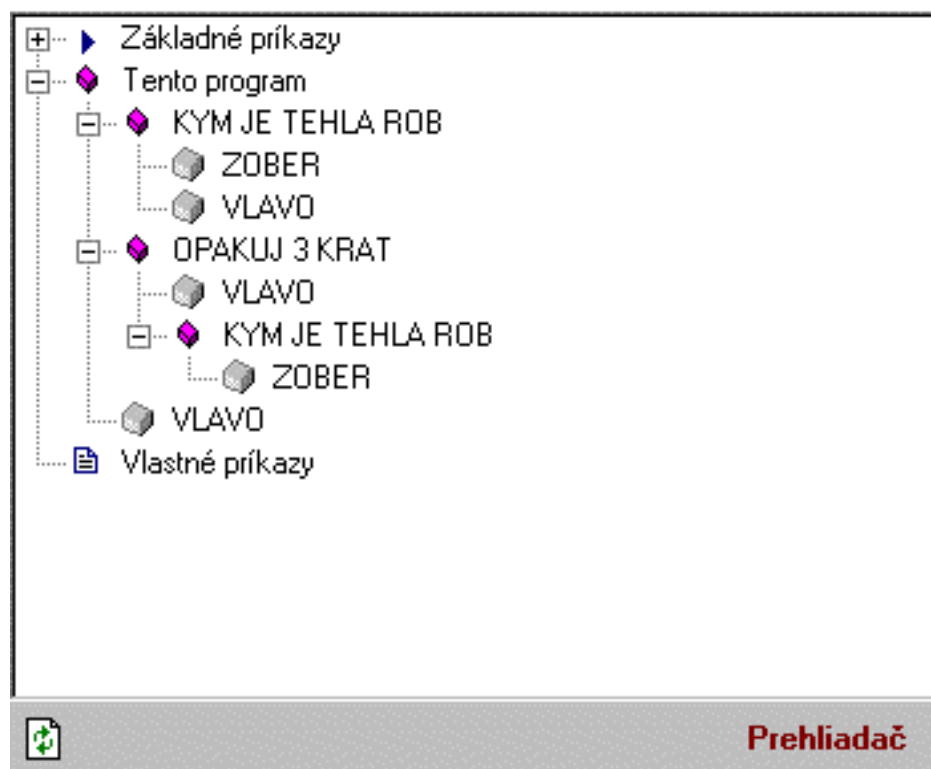 Základné príkazy
Tento program
KYM JE TEHLA ROB
ZOBER
VLAVO
OPAKUJ 3 KRAT
VLAVO
KYM JE TEHLA ROB
ZOBER
VLAVO
Vlastné príkazy
Prehliadač